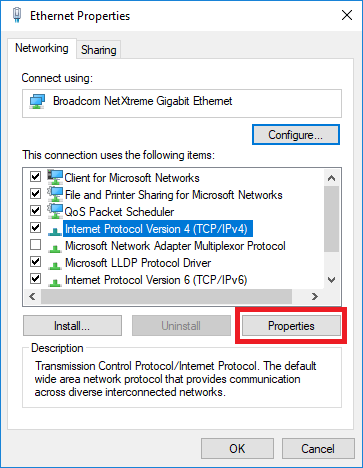 Ethernet Properties
Networking
Sharing
Connect using:
Broadcom NetXtreme Gigabit Ethernet
Configure...
This connection uses the following items:
Client for Microsoft Networks
File and Printer Sharing for Microsoft Networks
QoS Packet Scheduler
Internet Protocol Version 4 (TCP/IPv4)
Microsoft Network Adapter Multiplexor Protocol
Microsoft LLDP Protocol Driver
Internet Protocol Version 6 (TCP/IPv6)
Install...
Uninstall
Properties
Description
Transmission Control Protocol/Internet Protocol. The default
wide area network protocol that provides communication
across diverse interconnected networks.
OK
Cancel